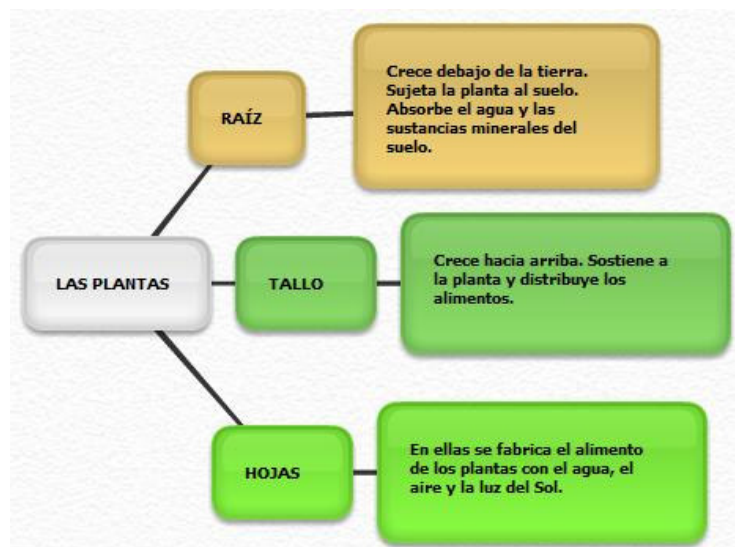 RAÍZ
Crece debajo de la tierra.
Sujeta la planta al suelo.
Absorbe el agua y las
sustancias minerales del
suelo.
LAS PLANTAS
TALLO
Crece hacia arriba. Sostiene a
la planta y distribuye los
alimentos.
HOJAS
En ellas se fabrica el alimento
de los plantas con el agua, el
aire y la luz del Sol.